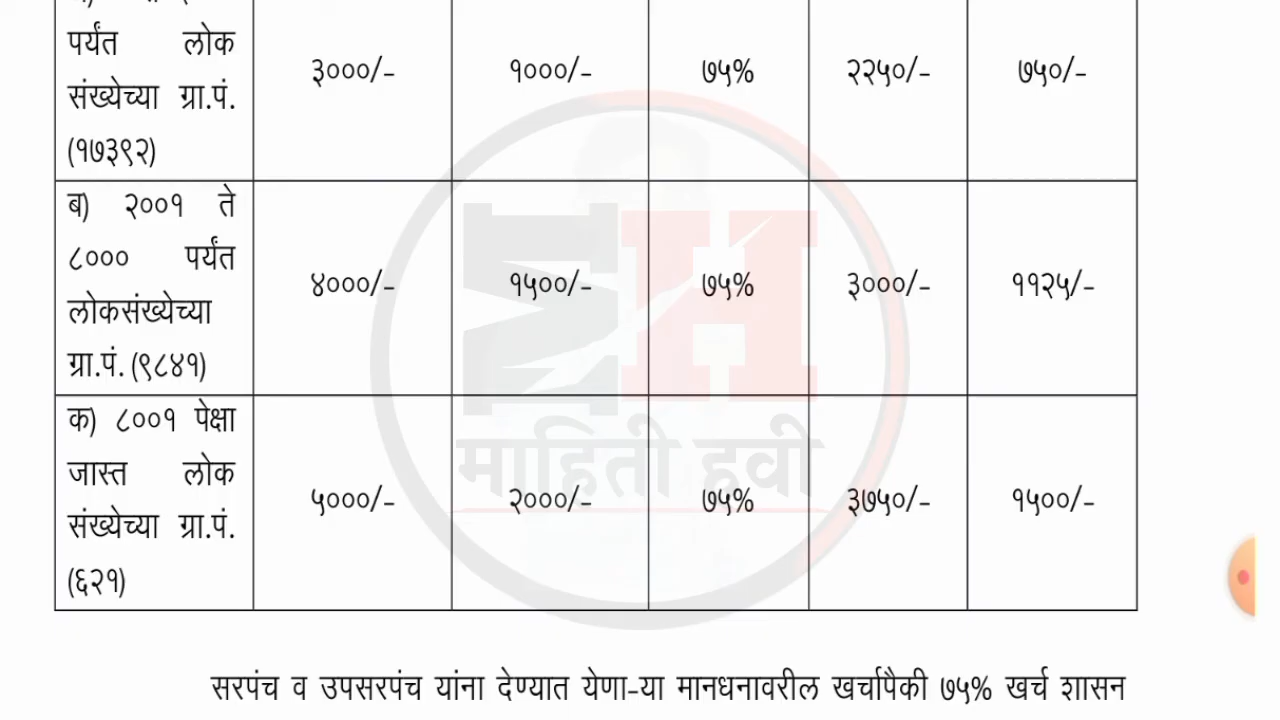 पर्यंत लोक
संख्येच्या ग्रा.पं.
(१७३९२)
३०००/-
१०००/-
७५%
२२५०/-
७५०/-
ब) २००१ ते
८००० पर्यंत
लोकसंख्येच्या
ग्रा.पं. (९८४१)
४०००/-
१५००/-
७५%
३०००/-
११२५/-
क) ८००१ पेक्षा
जास्त लोक
संख्येच्या ग्रा.पं.
(६२१)
५०००/-
२०००/-
७५%
३७५०/-
१५००/-
MH
माहिती हवी
सरपंच व उपसरपंच यांना देण्यात येणा-या मानधनावरील खर्चापैकी ७५% खर्च शासन